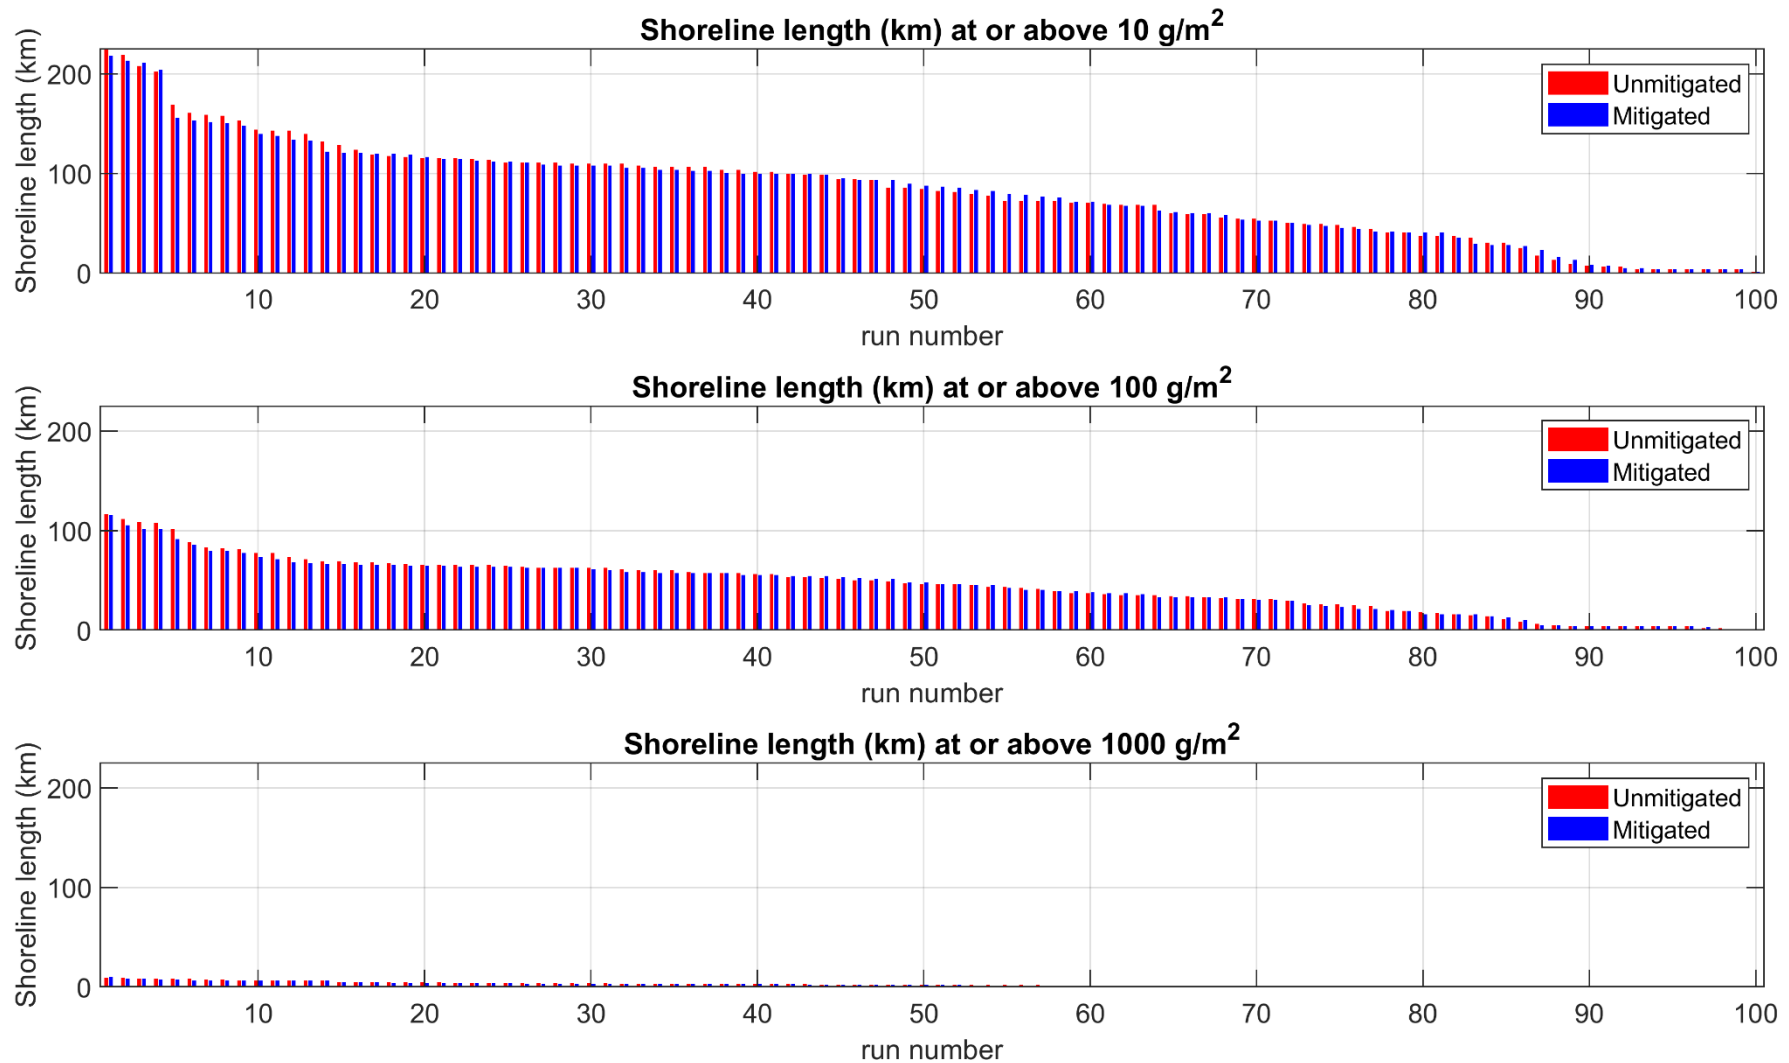 Shoreline length (km) at or above 10 g/m²
Shoreline length (km)
200
100
0
Unmitigated
Mitigated
10 20 30 40 50 60 70 80 90 100
run number
Shoreline length (km) at or above 100 g/m²
Shoreline length (km)
200
100
0
Unmitigated
Mitigated
10 20 30 40 50 60 70 80 90 100
run number
Shoreline length (km) at or above 1000 g/m²
Shoreline length (km)
200
100
0
Unmitigated
Mitigated
10 20 30 40 50 60 70 80 90 100
run number